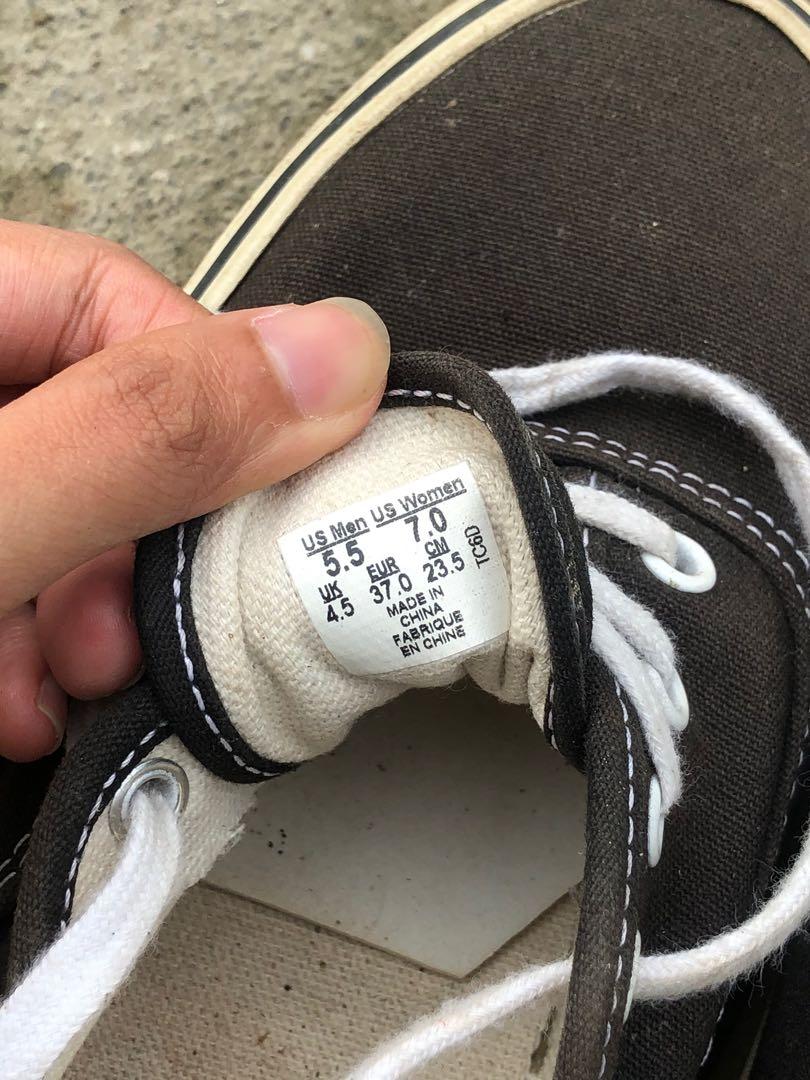 US Men US Women
5.5 7.0
UK EUR CM
4.5 37.0 23.5
MADE IN
CHINA
FABRIQUE
EN CHINE
TC6D